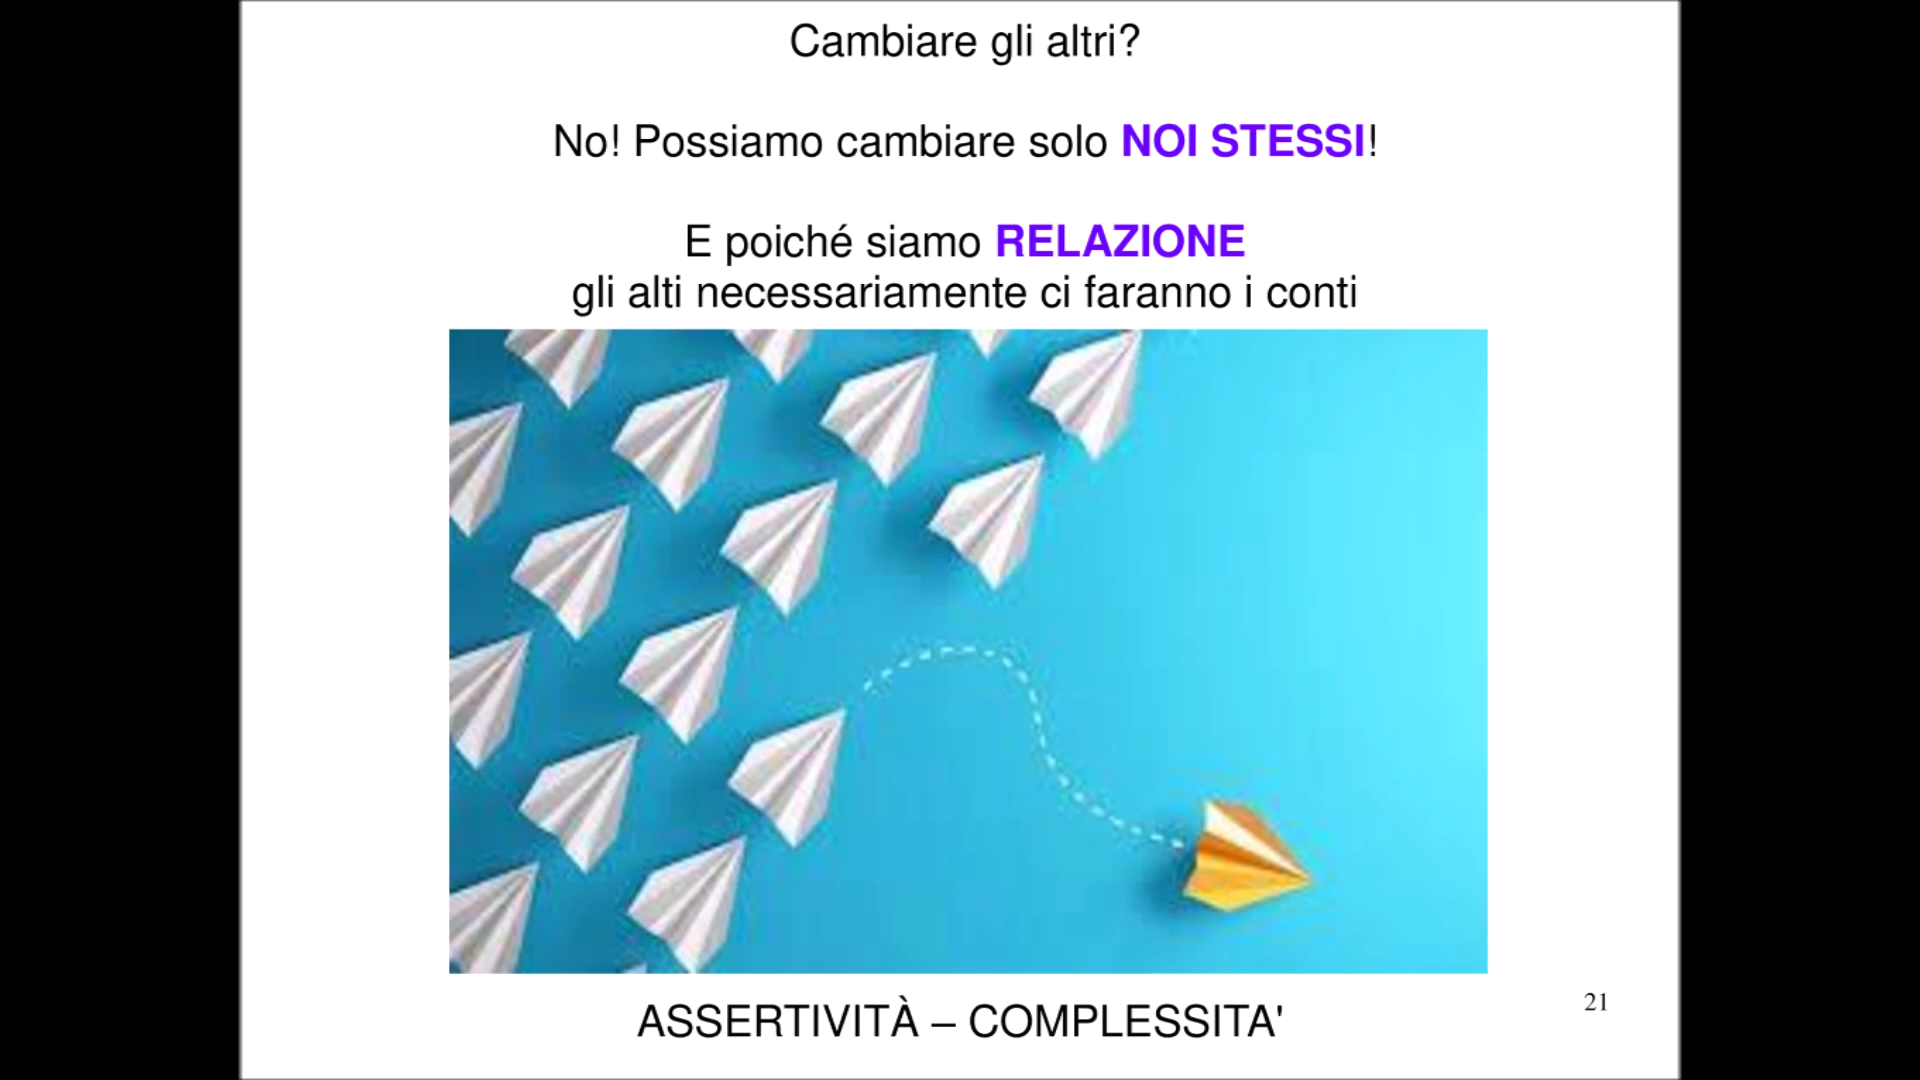 Cambiare gli altri?
No! Possiamo cambiare solo NOI STESSI!
E poiché siamo RELAZIONE
gli alti necessariamente ci faranno i conti
ASSERTIVITÀ – COMPLESSITA'
21